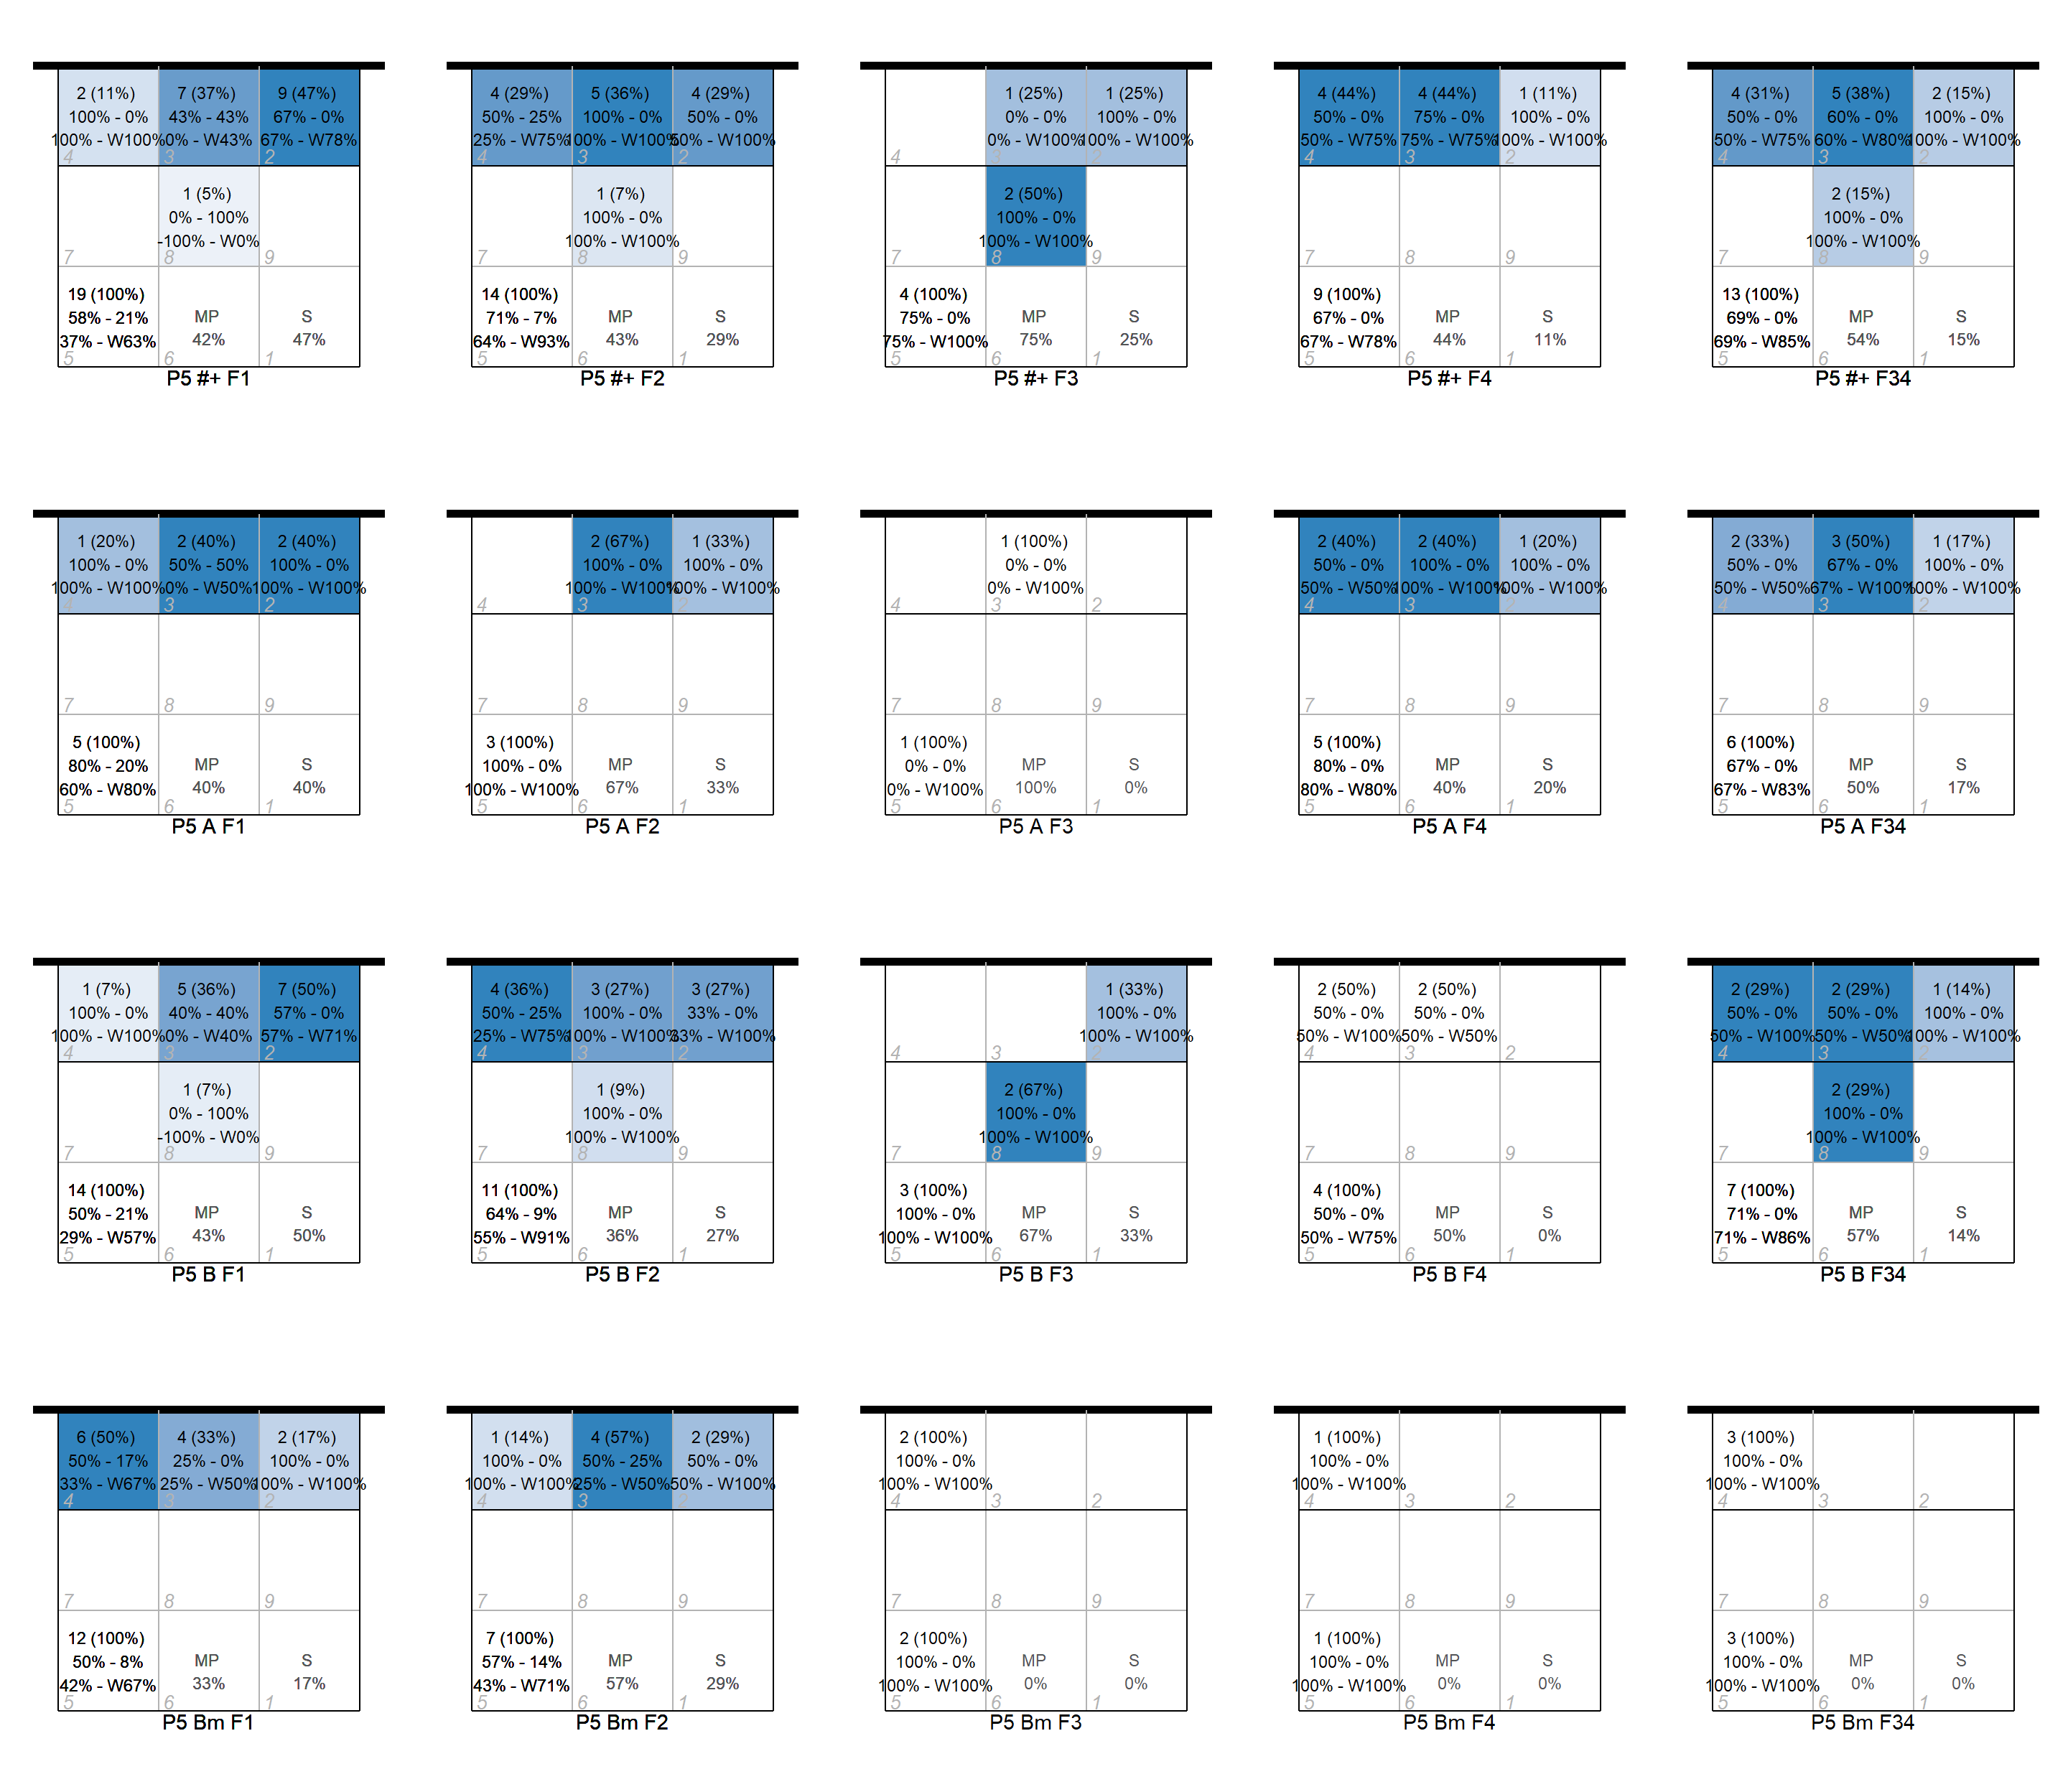 2 (11%) 7 (37%) 9 (47%) 4 (29%) 5 (36%) 4 (29%) 1 (25%) 1 (25%) 4 (44%) 4 (44%) 1 (11%) 4 (31%) 5 (38%) 2 (15%)
100% - 0% 43% - 43% 67% - 0% 50% - 25% 100% - 0% 50% - 0% 0% - 0% 100% - 0% 50% - 0% 75% - 0% 100% - 0% 50% - 0% 60% - 0% 100% - 0%
100% - W100% 0% - W43% 67% - W78% 25% - W75% 100% - W100% 50% - W100% 0% - W100% 100% - W100% 50% - W75% 75% - W75% 100% - W100% 50% - W75% 60% - W80% 100% - W100%
4 3 2 4 3 2 4 3 2 4 3 2 4 3 2
1 (5%) 1 (7%) 2 (50%) 2 (15%)
0% - 100% 100% - 0% 100% - 0% 100% - 0%
-100% - W0% 100% - W100% 100% - W100% 100% - W100%
7 8 9 7 8 9 7 8 9 7 8 9 7 8 9
19 (100%) 14 (100%) 4 (100%) 9 (100%) 13 (100%)
58% - 21% MP S 71% - 7% MP S 75% - 0% MP S 67% - 0% MP S 69% - 0% MP S
37% - W63% 42% 47% 64% - W93% 43% 29% 75% - W100% 75% 25% 67% - W78% 44% 11% 69% - W85% 54% 15%
5 6 1 5 6 1 5 6 1 5 6 1 5 6 1
P5 #+ F1 P5 #+ F2 P5 #+ F3 P5 #+ F4 P5 #+ F34
1 (20%) 2 (40%) 2 (40%) 2 (67%) 1 (33%) 1 (100%) 2 (40%) 2 (40%) 1 (20%) 2 (33%) 3 (50%) 1 (17%)
100% - 0% 50% - 50% 100% - 0% 100% - 0% 100% - 0% 0% - 0% 50% - 0% 100% - 0% 100% - 0% 50% - 0% 67% - 0% 100% - 0%
100% - W100% 0% - W50% 100% - W100% 100% - W100% 100% - W100% 0% - W100% 50% - W50% 100% - W100% 100% - W100% 50% - W50% 67% - W100% 100% - W100%
4 3 2 4 3 2 4 3 2 4 3 2 4 3 2
7 8 9 7 8 9 7 8 9 7 8 9 7 8 9
5 (100%) 3 (100%) 1 (100%) 5 (100%) 6 (100%)
80% - 20% MP S 100% - 0% MP S 0% - 0% MP S 80% - 0% MP S 67% - 0% MP S
60% - W80% 40% 40% 100% - W100% 67% 33% 0% - W100% 100% 0% 80% - W80% 40% 20% 67% - W83% 50% 17%
5 6 1 5 6 1 5 6 1 5 6 1 5 6 1
P5 A F1 P5 A F2 P5 A F3 P5 A F4 P5 A F34
1 (7%) 5 (36%) 7 (50%) 4 (36%) 3 (27%) 3 (27%) 1 (33%) 2 (50%) 2 (50%) 2 (29%) 2 (29%) 1 (14%)
100% - 0% 40% - 40% 57% - 0% 50% - 25% 100% - 0% 33% - 0% 100% - 0% 50% - 0% 50% - 0% 50% - 0% 50% - 0% 100% - 0%
100% - W100% 0% - W40% 57% - W71% 25% - W75% 100% - W100% 33% - W100% 100% - W100% 50% - W100% 50% - W50% 50% - W100% 50% - W50% 100% - W100%
4 3 2 4 3 2 4 3 2 4 3 2 4 3 2
1 (7%) 1 (9%) 2 (67%) 2 (29%)
0% - 100% 100% - 0% 100% - 0% 100% - 0%
-100% - W0% 100% - W100% 100% - W100% 100% - W100%
7 8 9 7 8 9 7 8 9 7 8 9 7 8 9
14 (100%) 11 (100%) 3 (100%) 4 (100%) 7 (100%)
50% - 21% MP S 64% - 9% MP S 100% - 0% MP S 50% - 0% MP S 71% - 0% MP S
29% - W57% 43% 50% 55% - W91% 36% 27% 100% - W100% 67% 33% 50% - W75% 50% 0% 71% - W86% 57% 14%
5 6 1 5 6 1 5 6 1 5 6 1 5 6 1
P5 B F1 P5 B F2 P5 B F3 P5 B F4 P5 B F34
6 (50%) 4 (33%) 2 (17%) 1 (14%) 4 (57%) 2 (29%) 2 (100%) 1 (100%) 3 (100%)
50% - 17% 25% - 0% 100% - 0% 100% - 0% 50% - 25% 50% - 0% 100% - 0% 100% - 0% 100% - 0%
33% - W67% 25% - W50% 100% - W100% 100% - W100% 25% - W50% 50% - W100% 100% - W100% 100% - W100% 100% - W100%
4 3 2 4 3 2 4 3 2 4 3 2 4 3 2
7 8 9 7 8 9 7 8 9 7 8 9 7 8 9
12 (100%) 7 (100%) 2 (100%) 1 (100%) 3 (100%)
50% - 8% MP S 57% - 14% MP S 100% - 0% MP S 100% - 0% MP S 100% - 0% MP S
42% - W67% 33% 17% 43% - W71% 57% 29% 100% - W100% 0% 0% 100% - W100% 0% 0% 100% - W100% 0% 0%
5 6 1 5 6 1 5 6 1 5 6 1 5 6 1
P5 Bm F1 P5 Bm F2 P5 Bm F3 P5 Bm F4 P5 Bm F34